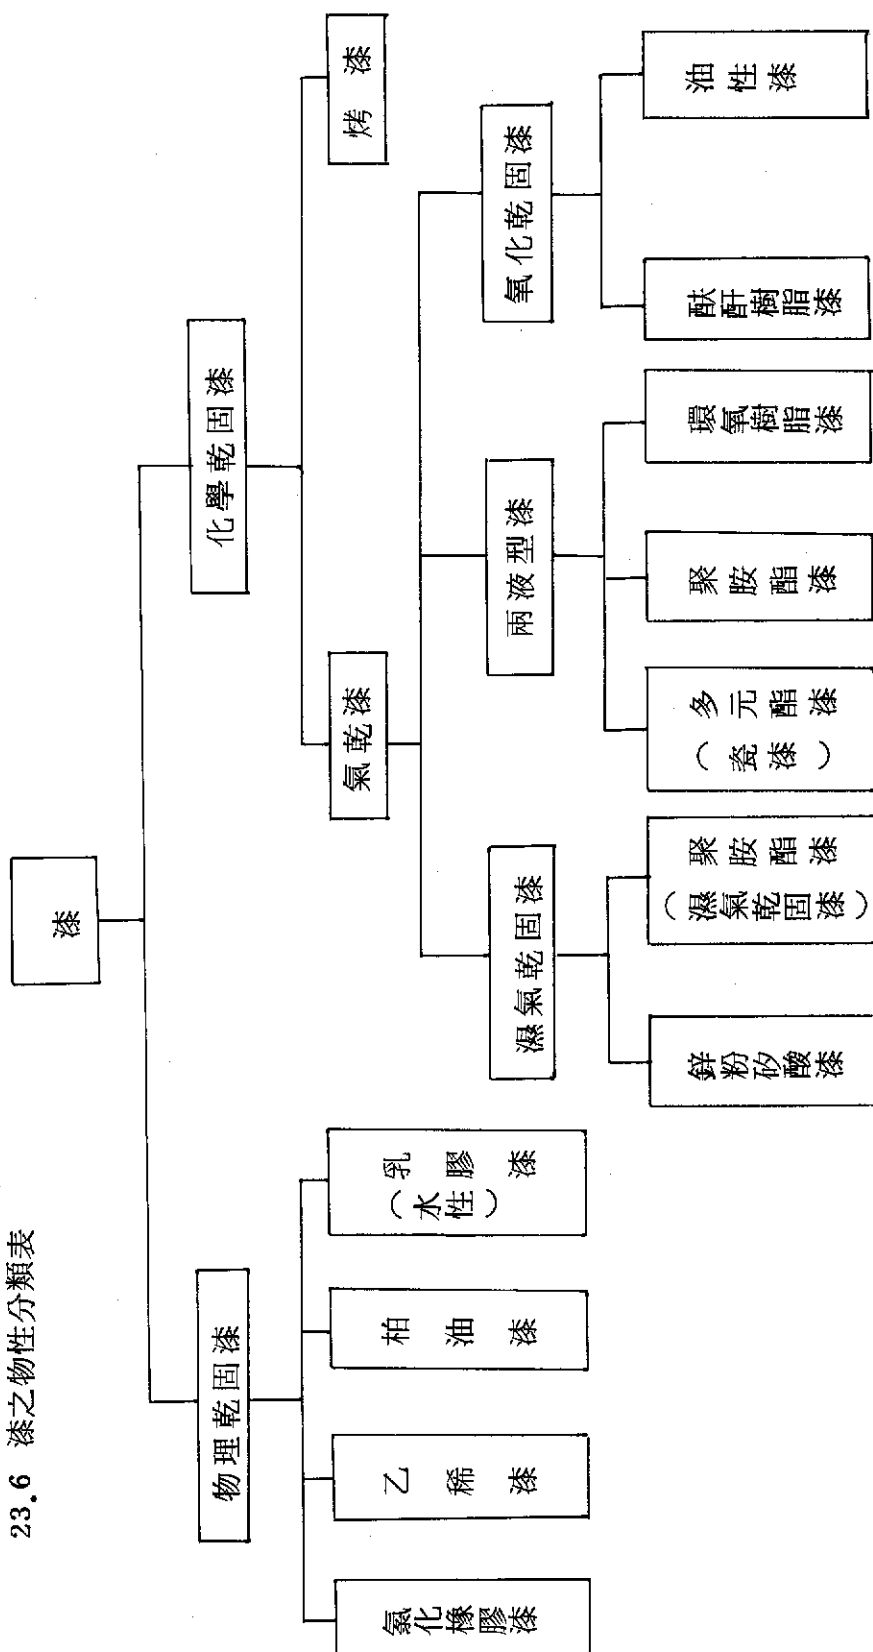 23.6 漆之物性分類表
漆
物理乾固漆
化學乾固漆
氯化橡膠漆
乙稀漆
柏油漆
乳膠漆
（水性）
氣乾漆
烤漆
濕氣乾固漆
兩液型漆
氧化乾固漆
鋅粉矽酸漆
聚胺酯漆
（濕氣乾固漆）
多元酯漆
（瓷漆）
聚胺酯漆
環氧樹脂漆
酞酐樹脂漆
油性漆